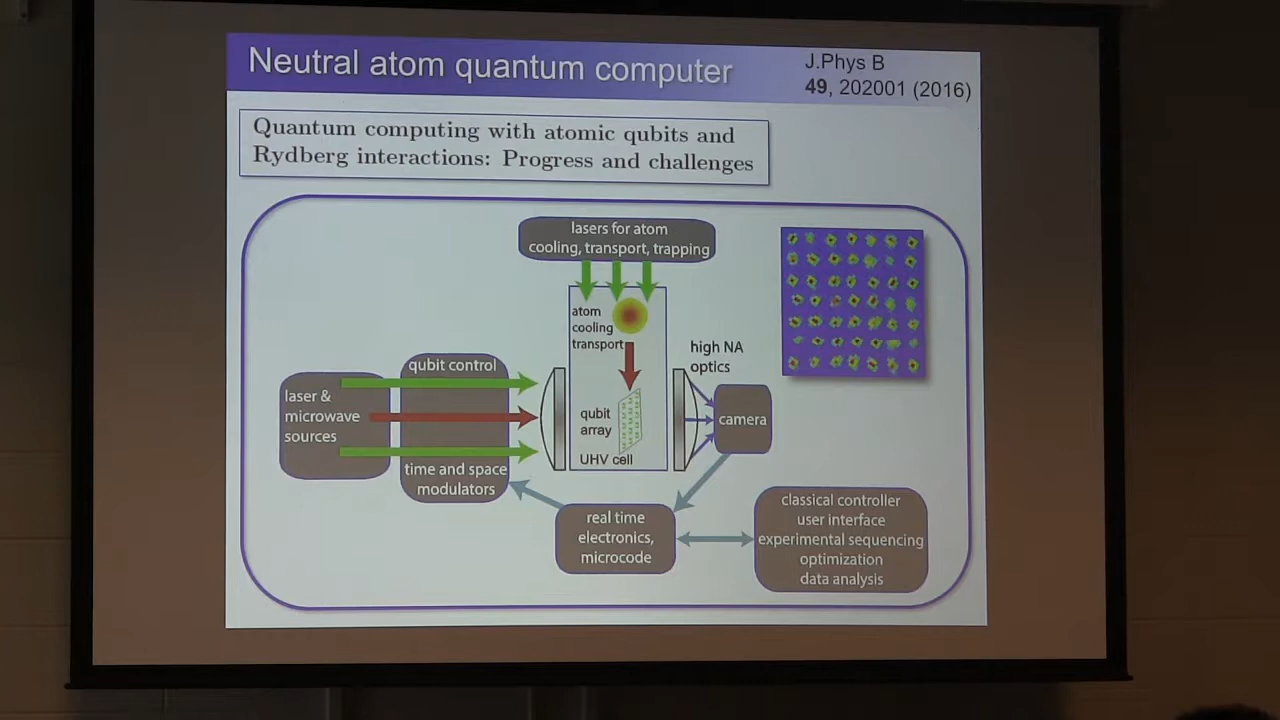 Neutral atom quantum computer
J.Phys B
49, 202001 (2016)
Quantum computing with atomic qubits and
Rydberg interactions: Progress and challenges
lasers for atom
cooling, transport, trapping
atom
cooling
transport
high NA
optics
qubit control
laser &
microwave
sources
qubit
array
camera
UHV cell
time and space
modulators
real time
electronics,
microcode
classical controller
user interface
experimental sequencing
optimization
data analysis